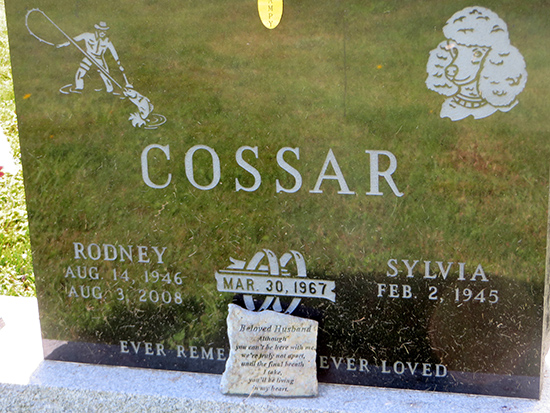 MPY
COSSAR
RODNEY
AUG. 14, 1946
AUG. 3, 2008
MAR. 30, 1967
SYLVIA
FEB. 2, 1945
EVER REME
EVER LOVED
Beloved Husband
Although
you can't be here with me
we're truly not apart,
until the final breath
I take,
you'll be living
in my heart.